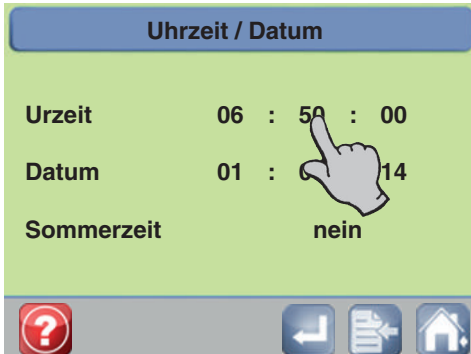 Uhrzeit / Datum
Urzeit 06 : 50 : 00
Datum 01 : 14
Sommerzeit nein
?